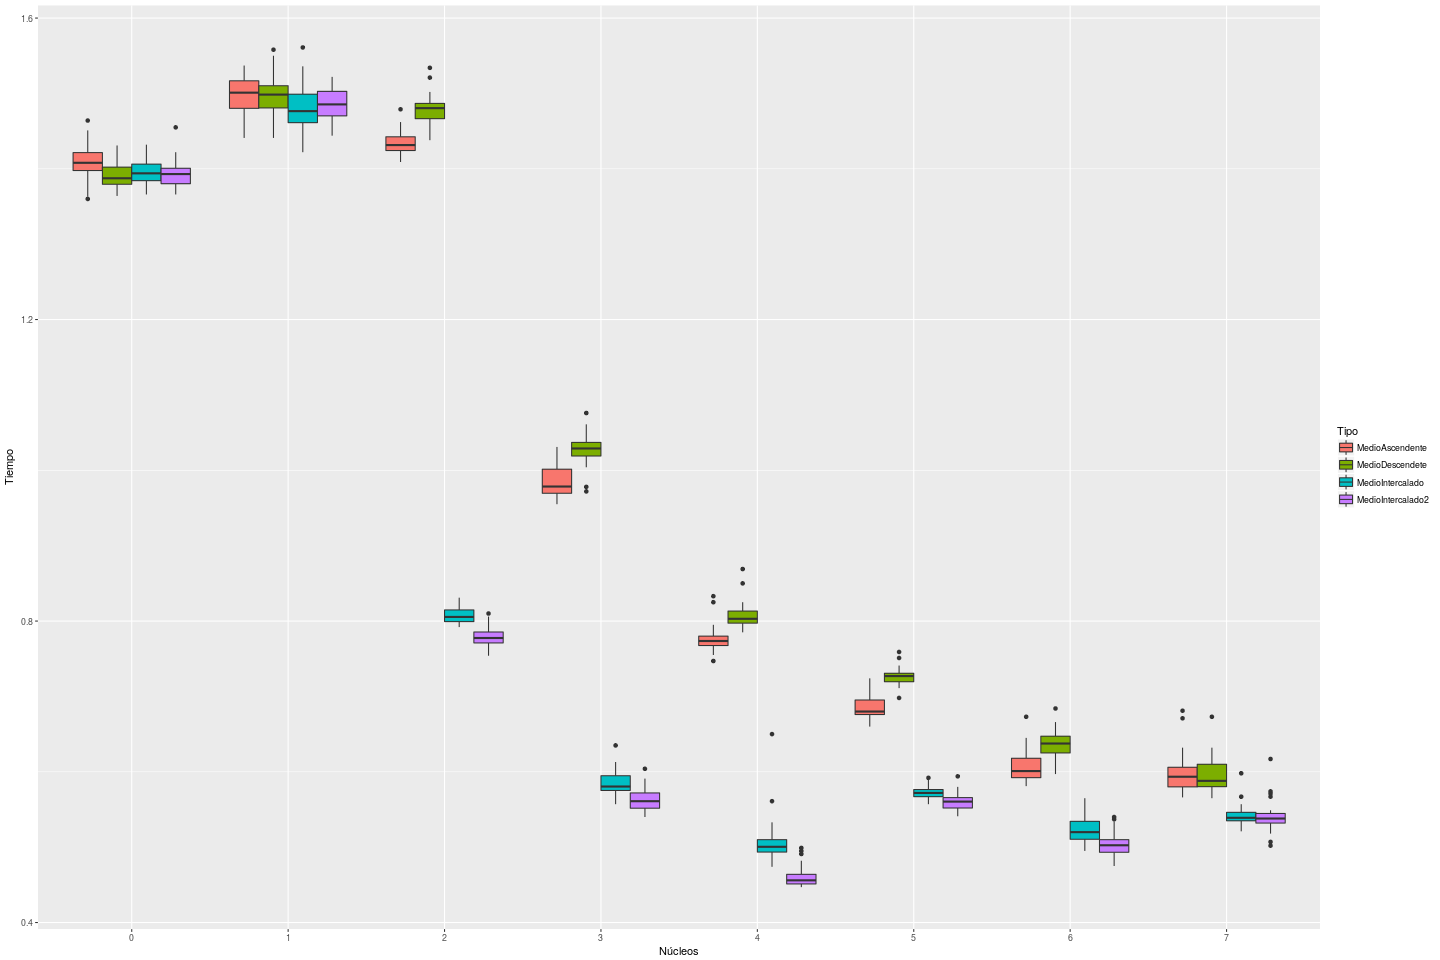 1.6
1.2
0.8
0.4
Tiempo
0 1 2 3 4 5 6 7
Núcleos
Tipo
MedioAscendente
MedioDescendete
MedioIntercalado
MedioIntercalado2